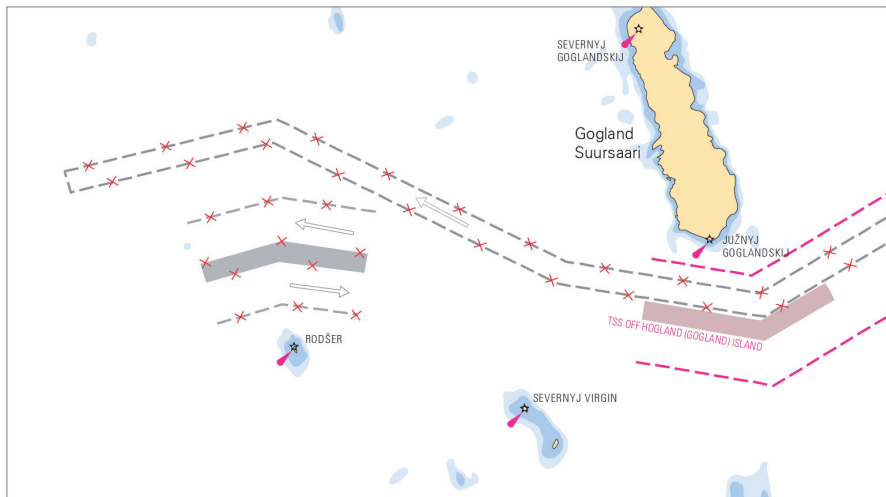 SEVERNYJ
GOGLANDSKIJ
Gogland
Suursaari
JUŽNYJ
GOGLANDSKIJ
TSS OFF HOGLAND (GOGLAND) ISLAND
RODŠER
SEVERNYJ VIRGIN